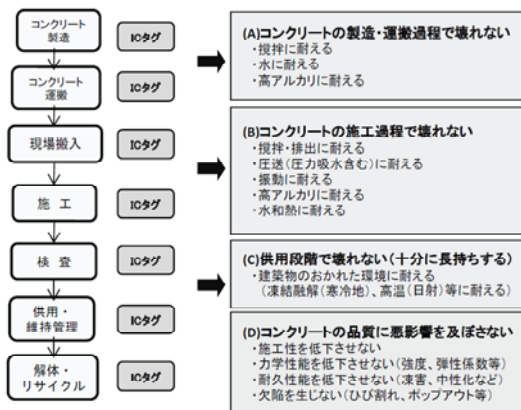 コンクリート
製造
ICタグ
コンクリート
運搬
ICタグ
現場搬入
ICタグ
施　工
ICタグ
検　査
ICタグ
供用・
維持管理
ICタグ
解体・
リサイクル
ICタグ
(A)コンクリートの製造・運搬過程で壊れない
・撹拌に耐える
・水に耐える
・高アルカリに耐える
(B)コンクリートの施工過程で壊れない
・撹拌・排出に耐える
・圧送(圧力吸水含む)に耐える
・振動に耐える
・高アルカリに耐える
・水和熱に耐える
(C)供用段階で壊れない(十分に長持ちする)
・建築物のおかれた環境に耐える
(凍結融解(寒冷地)、高温(日射)等に耐える)
(D)コンクリートの品質に悪影響を及ぼさない
・施工性を低下させない
・力学性能を低下させない(強度、弾性係数等)
・耐久性能を低下させない(凍害、中性化など)
・欠陥を生じない(ひび割れ、ポップアウト等)